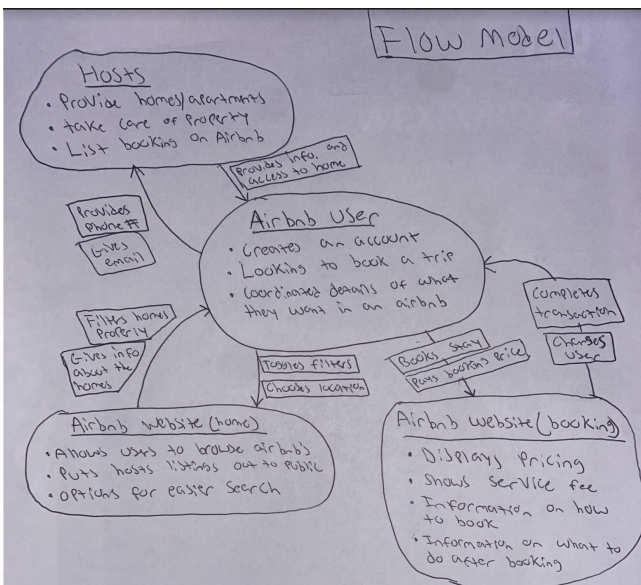 Flow Model
Hosts
• Provide homes/apartments
• take care of Property
• List booking on Airbnb
Provides info. and
access to home
Provides
phone #
Gives
email
Airbnb User
• Creates an account
• Looking to book a trip
• Coordinated details of what
they want in an airbnb
Completes
transaction
Charges
User
Filters homes
Properly
Gives info
about the
homes
Toggles filters
Chooses location
Books stay
Pays booking Price
Airbnb Website (home)
• Allows users to browse airbnb's
• Puts hosts listings out to public
• Options for easier search
Airbnb website (booking)
• Displays Pricing
• Shows service fee
• Information on how
to book
• Information on what to
do after booking